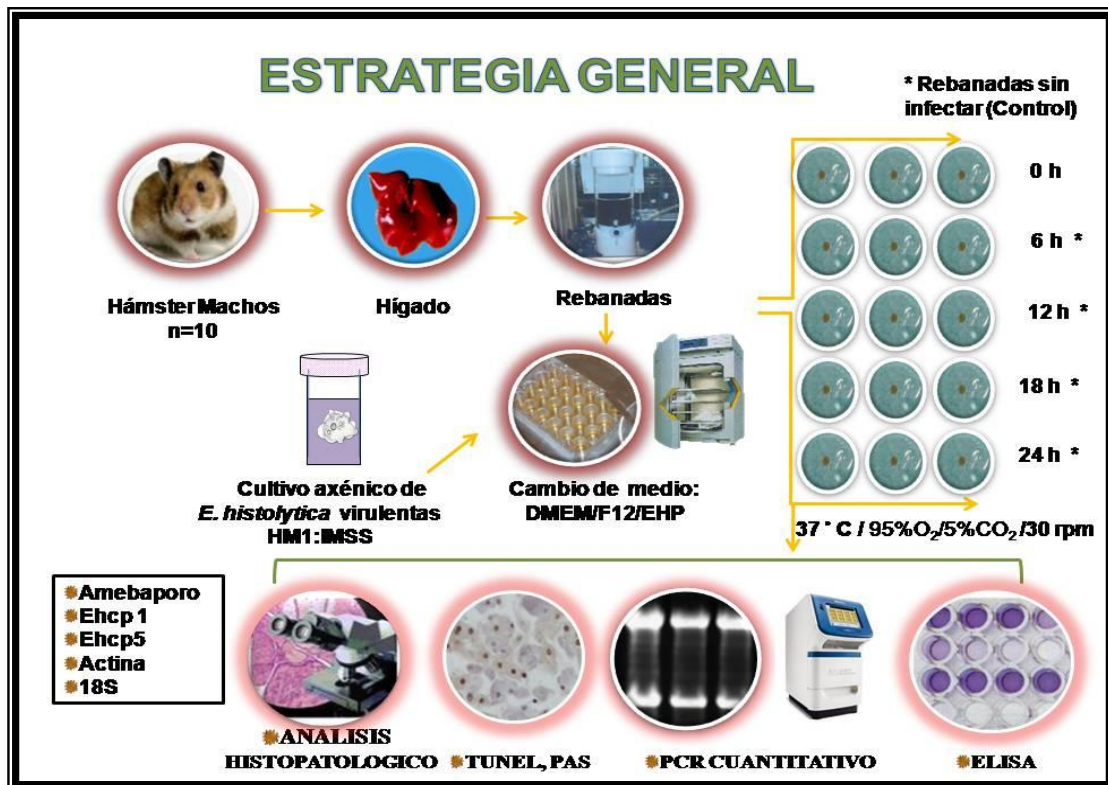 ESTRATEGIA GENERAL
* Rebanadas sin
infectar (Control)
0 h
6 h *
12 h *
18 h *
24 h *
Hámster Machos
n=10
Hígado
Rebanadas
Cultivo axénico de
E. histolytica virulentas
HM1:IMSS
Cambio de medio:
DMEM/F12/EHP
37° C / 95%O₂/5%CO₂/30 rpm
Amebaporo
Ehcp 1
Ehcp5
Actina
18S
ANALISIS
HISTOPATOLOGICO
TUNEL, PAS
PCR CUANTITATIVO
ELISA